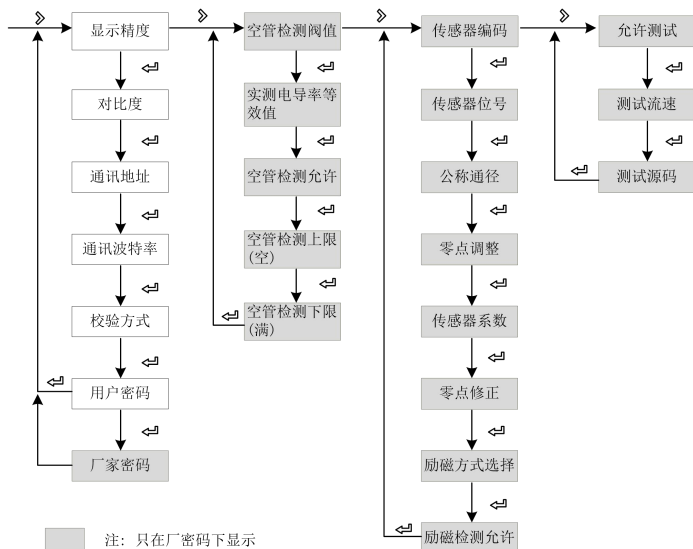 显示精度
对比度
通讯地址
通讯波特率
校验方式
用户密码
厂家密码
空管检测阀值
实测电导率等
效值
空管检测允许
空管检测上限
(空)
空管检测下限
(满)
传感器编码
传感器位号
公称通径
零点调整
传感器系数
零点修正
励磁方式选择
励磁检测允许
允许测试
测试流速
测试源码
注：只在厂密码下显示